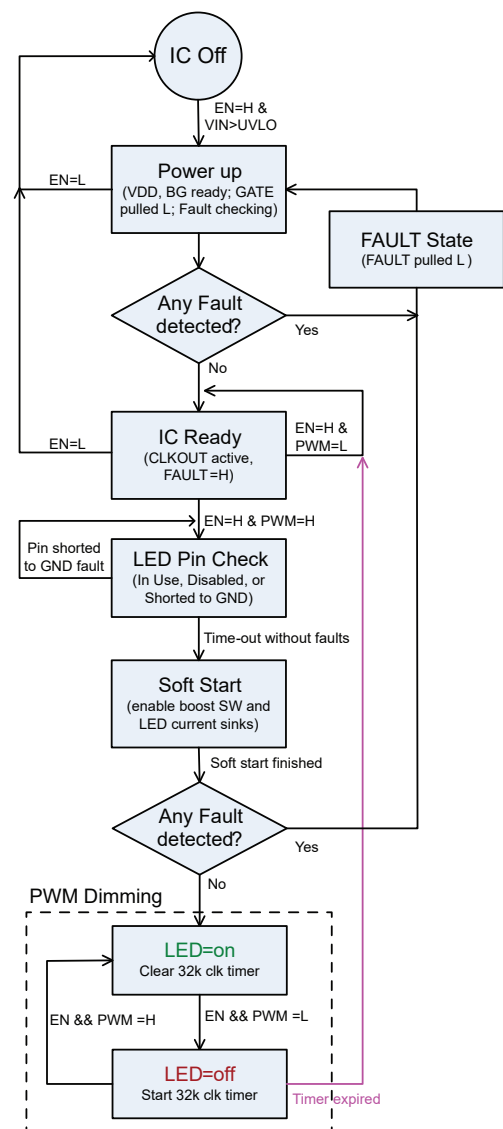 IC Off
EN=H &
VIN>UVLO
Power up
(VDD, BG ready; GATE
pulled L; Fault checking)
EN=L
FAULT State
(FAULT pulled L )
Any Fault
detected?
Yes
No
IC Ready
(CLKOUT active,
FAULT=H)
EN=H &
PWM=L
EN=L
EN=H & PWM=H
Pin shorted
to GND fault
LED Pin Check
(In Use, Disabled, or
Shorted to GND)
Time-out without faults
Soft Start
(enable boost SW and
LED current sinks)
Soft start finished
Any Fault
detected?
Yes
No
PWM Dimming
LED=on
Clear 32k clk timer
EN && PWM =H
EN && PWM =L
LED=off
Start 32k clk timer
Timer expired